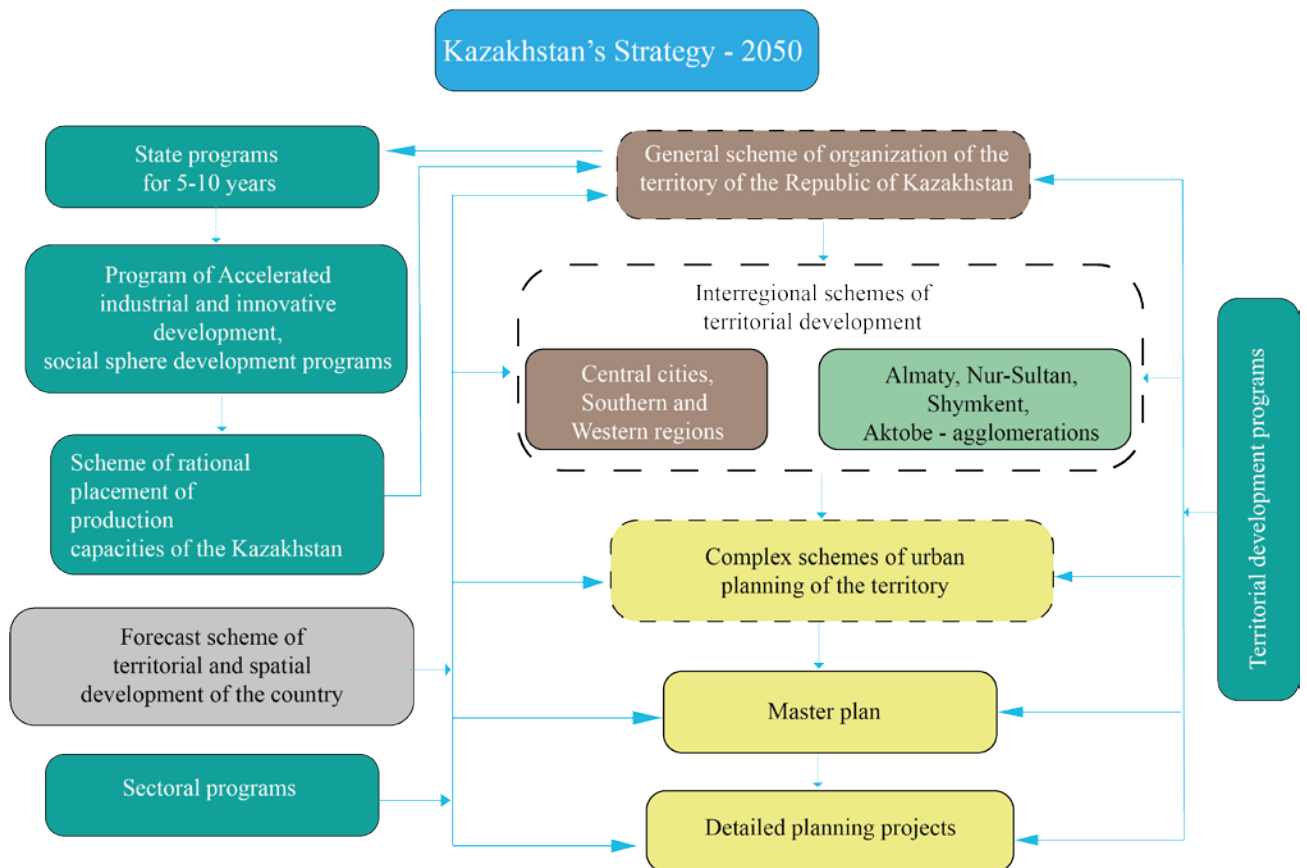 Kazakhstan’s Strategy - 2050
State programs
for 5-10 years
General scheme of organization of the
territory of the Republic of Kazakhstan
Program of Accelerated
industrial and innovative
development,
social sphere development programs
Interregional schemes of
territorial development
Central cities,
Southern and
Western regions
Almaty, Nur-Sultan,
Shymkent,
Aktobe - agglomerations
Scheme of rational
placement of
production
capacities of the Kazakhstan
Complex schemes of urban
planning of the territory
Territorial development programs
Forecast scheme of
territorial and spatial
development of the country
Master plan
Sectoral programs
Detailed planning projects